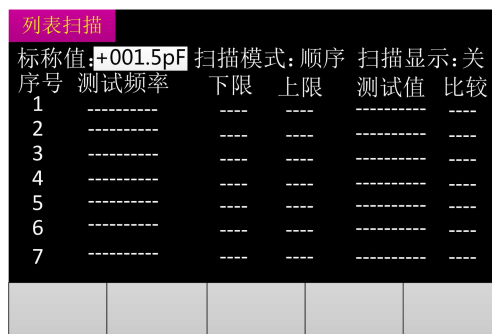 列表扫描
标称值:+001.5pF 扫描模式:顺序 扫描显示:关
序号 测试频率 下限 上限 测试值 比较
1 ---------- ---- ---- ---------- ----
2 ---------- ---- ---- ---------- ----
3 ---------- ---- ---- ---------- ----
4 ---------- ---- ---- ---------- ----
5 ---------- ---- ---- ---------- ----
6 ---------- ---- ---- ---------- ----
7 ---------- ---- ---- ---------- ----